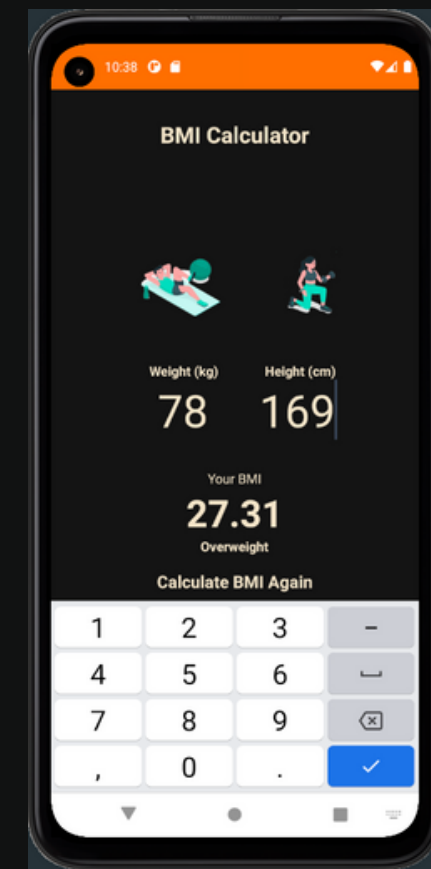 10:38
BMI Calculator
Weight (kg) Height (cm)
78 169
Your BMI
27.31
Overweight
Calculate BMI Again
1 2 3 -
4 5 6
7 8 9
, 0 .